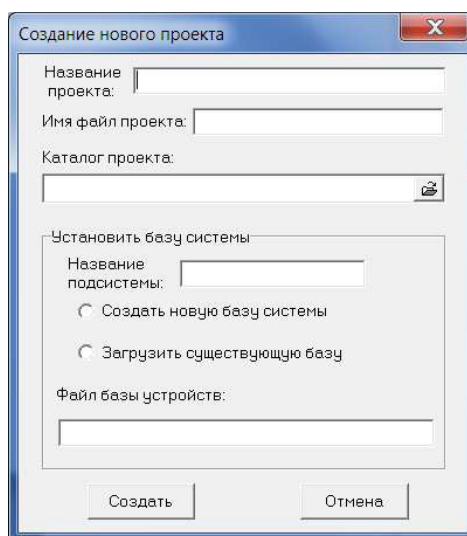 Создание нового проекта
Название
проекта:
Имя файл проекта:
Каталог проекта:
Установить базу системы
Название
подсистемы:
Создать новую базу системы
Загрузить существующую базу
Файл базы устройств:
Создать
Отмена